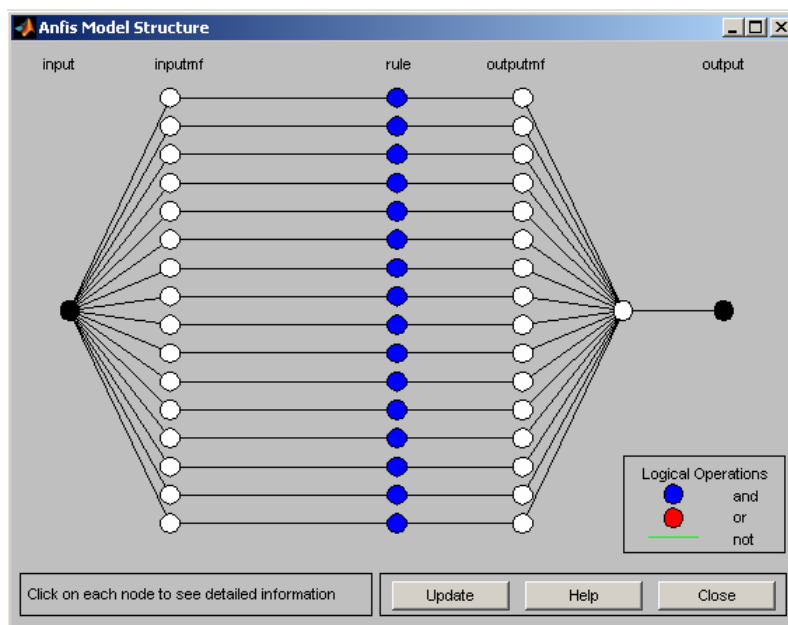 Anfis Model Structure
input inputmf rule outputmf output
Logical Operations
and
or
not
Click on each node to see detailed information
Update Help Close